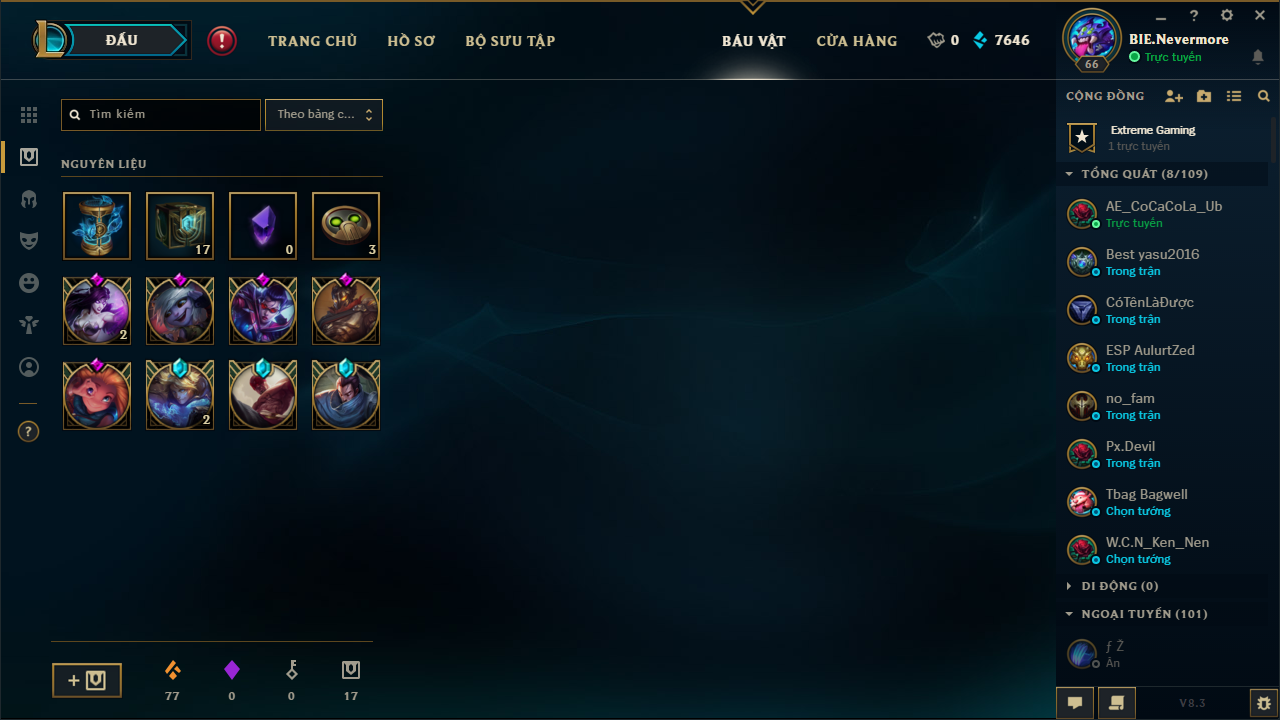 ĐẤU
TRANG CHỦ
HỒ SƠ
BỘ SƯU TẬP
BÁU VẬT
CỬA HÀNG
0
7646
66
BIE.Nevermore
Trực tuyến
Tìm kiếm
Theo bảng c...
NGUYÊN LIỆU
17
0
3
2
2
77
0
0
17
CỘNG ĐỒNG
Extreme Gaming
1 trực tuyến
TỔNG QUÁT (8/109)
AE_CoCaCoLa_Ub
Trực tuyến
Best yasu2016
Trong trận
CóTênLàĐược
Trong trận
ESP AulurtZed
Trong trận
no_fam
Trong trận
Px.Devil
Trong trận
Tbag Bagwell
Chọn tướng
W.C.N_Ken_Nen
Chọn tướng
DI ĐỘNG (0)
NGOẠI TUYẾN (101)
ƒ Ž
Ẩn
V8.3